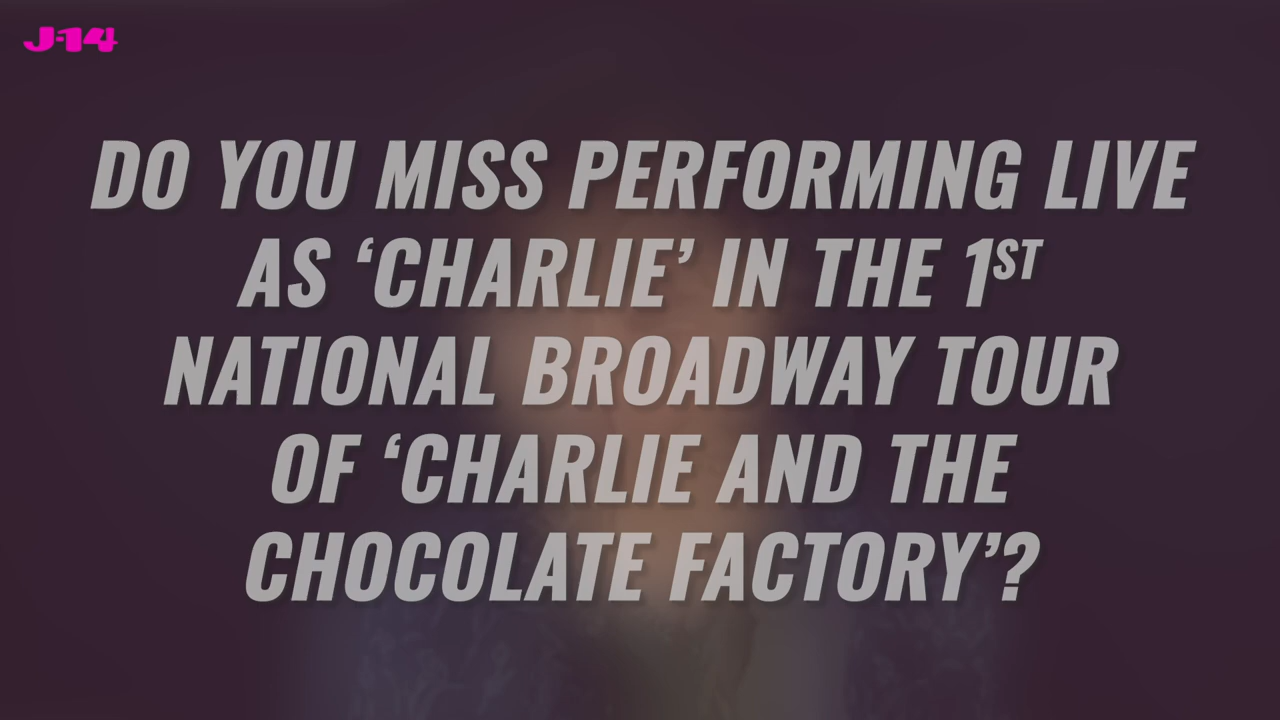 J-14
DO YOU MISS PERFORMING LIVE
AS ‘CHARLIE’ IN THE 1ST
NATIONAL BROADWAY TOUR
OF ‘CHARLIE AND THE
CHOCOLATE FACTORY’?